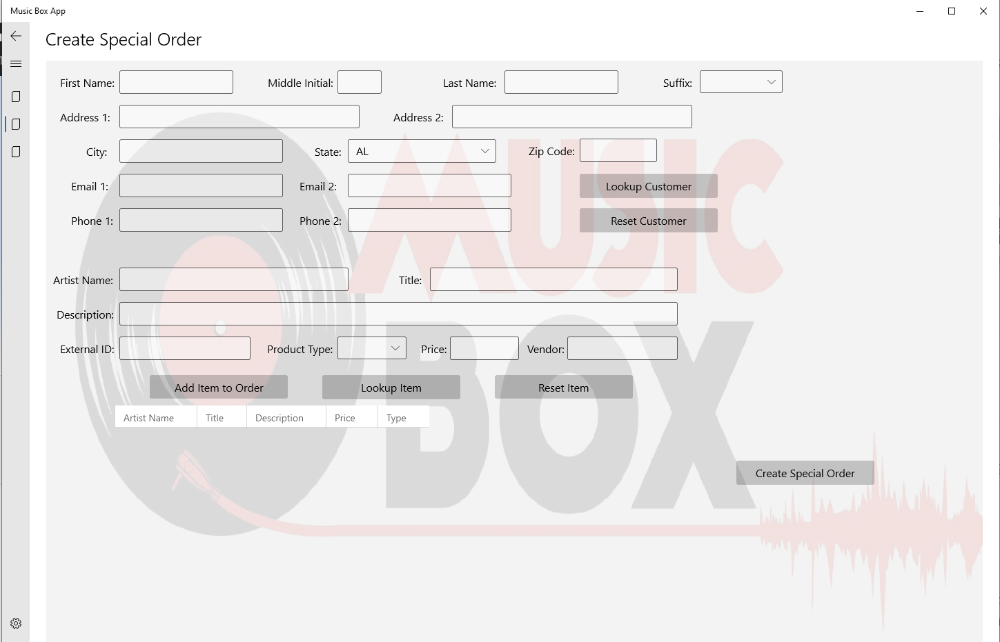 Music Box App
Create Special Order
First Name: Middle Initial: Last Name: Suffix:
Address 1: Address 2:
City: State: AL Zip Code:
Email 1: Email 2: Lookup Customer
Phone 1: Phone 2: Reset Customer
MUSIC
Artist Name: Title:
Description:
BOX
External ID: Product Type: Price: Vendor:
Add Item to Order Lookup Item Reset Item
Artist Name Title Description Price Type
Create Special Order